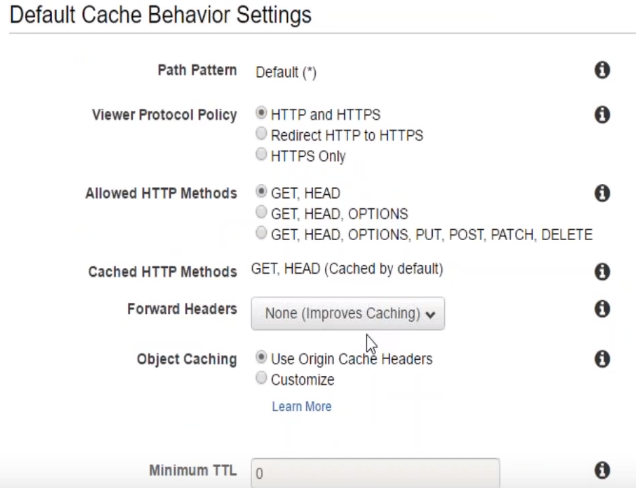 Default Cache Behavior Settings
Path Pattern Default (*)
Viewer Protocol Policy HTTP and HTTPS
Redirect HTTP to HTTPS
HTTPS Only
Allowed HTTP Methods GET, HEAD
GET, HEAD, OPTIONS
GET, HEAD, OPTIONS, PUT, POST, PATCH, DELETE
Cached HTTP Methods GET, HEAD (Cached by default)
Forward Headers None (Improves Caching)
Object Caching Use Origin Cache Headers
Customize
Learn More
Minimum TTL 0